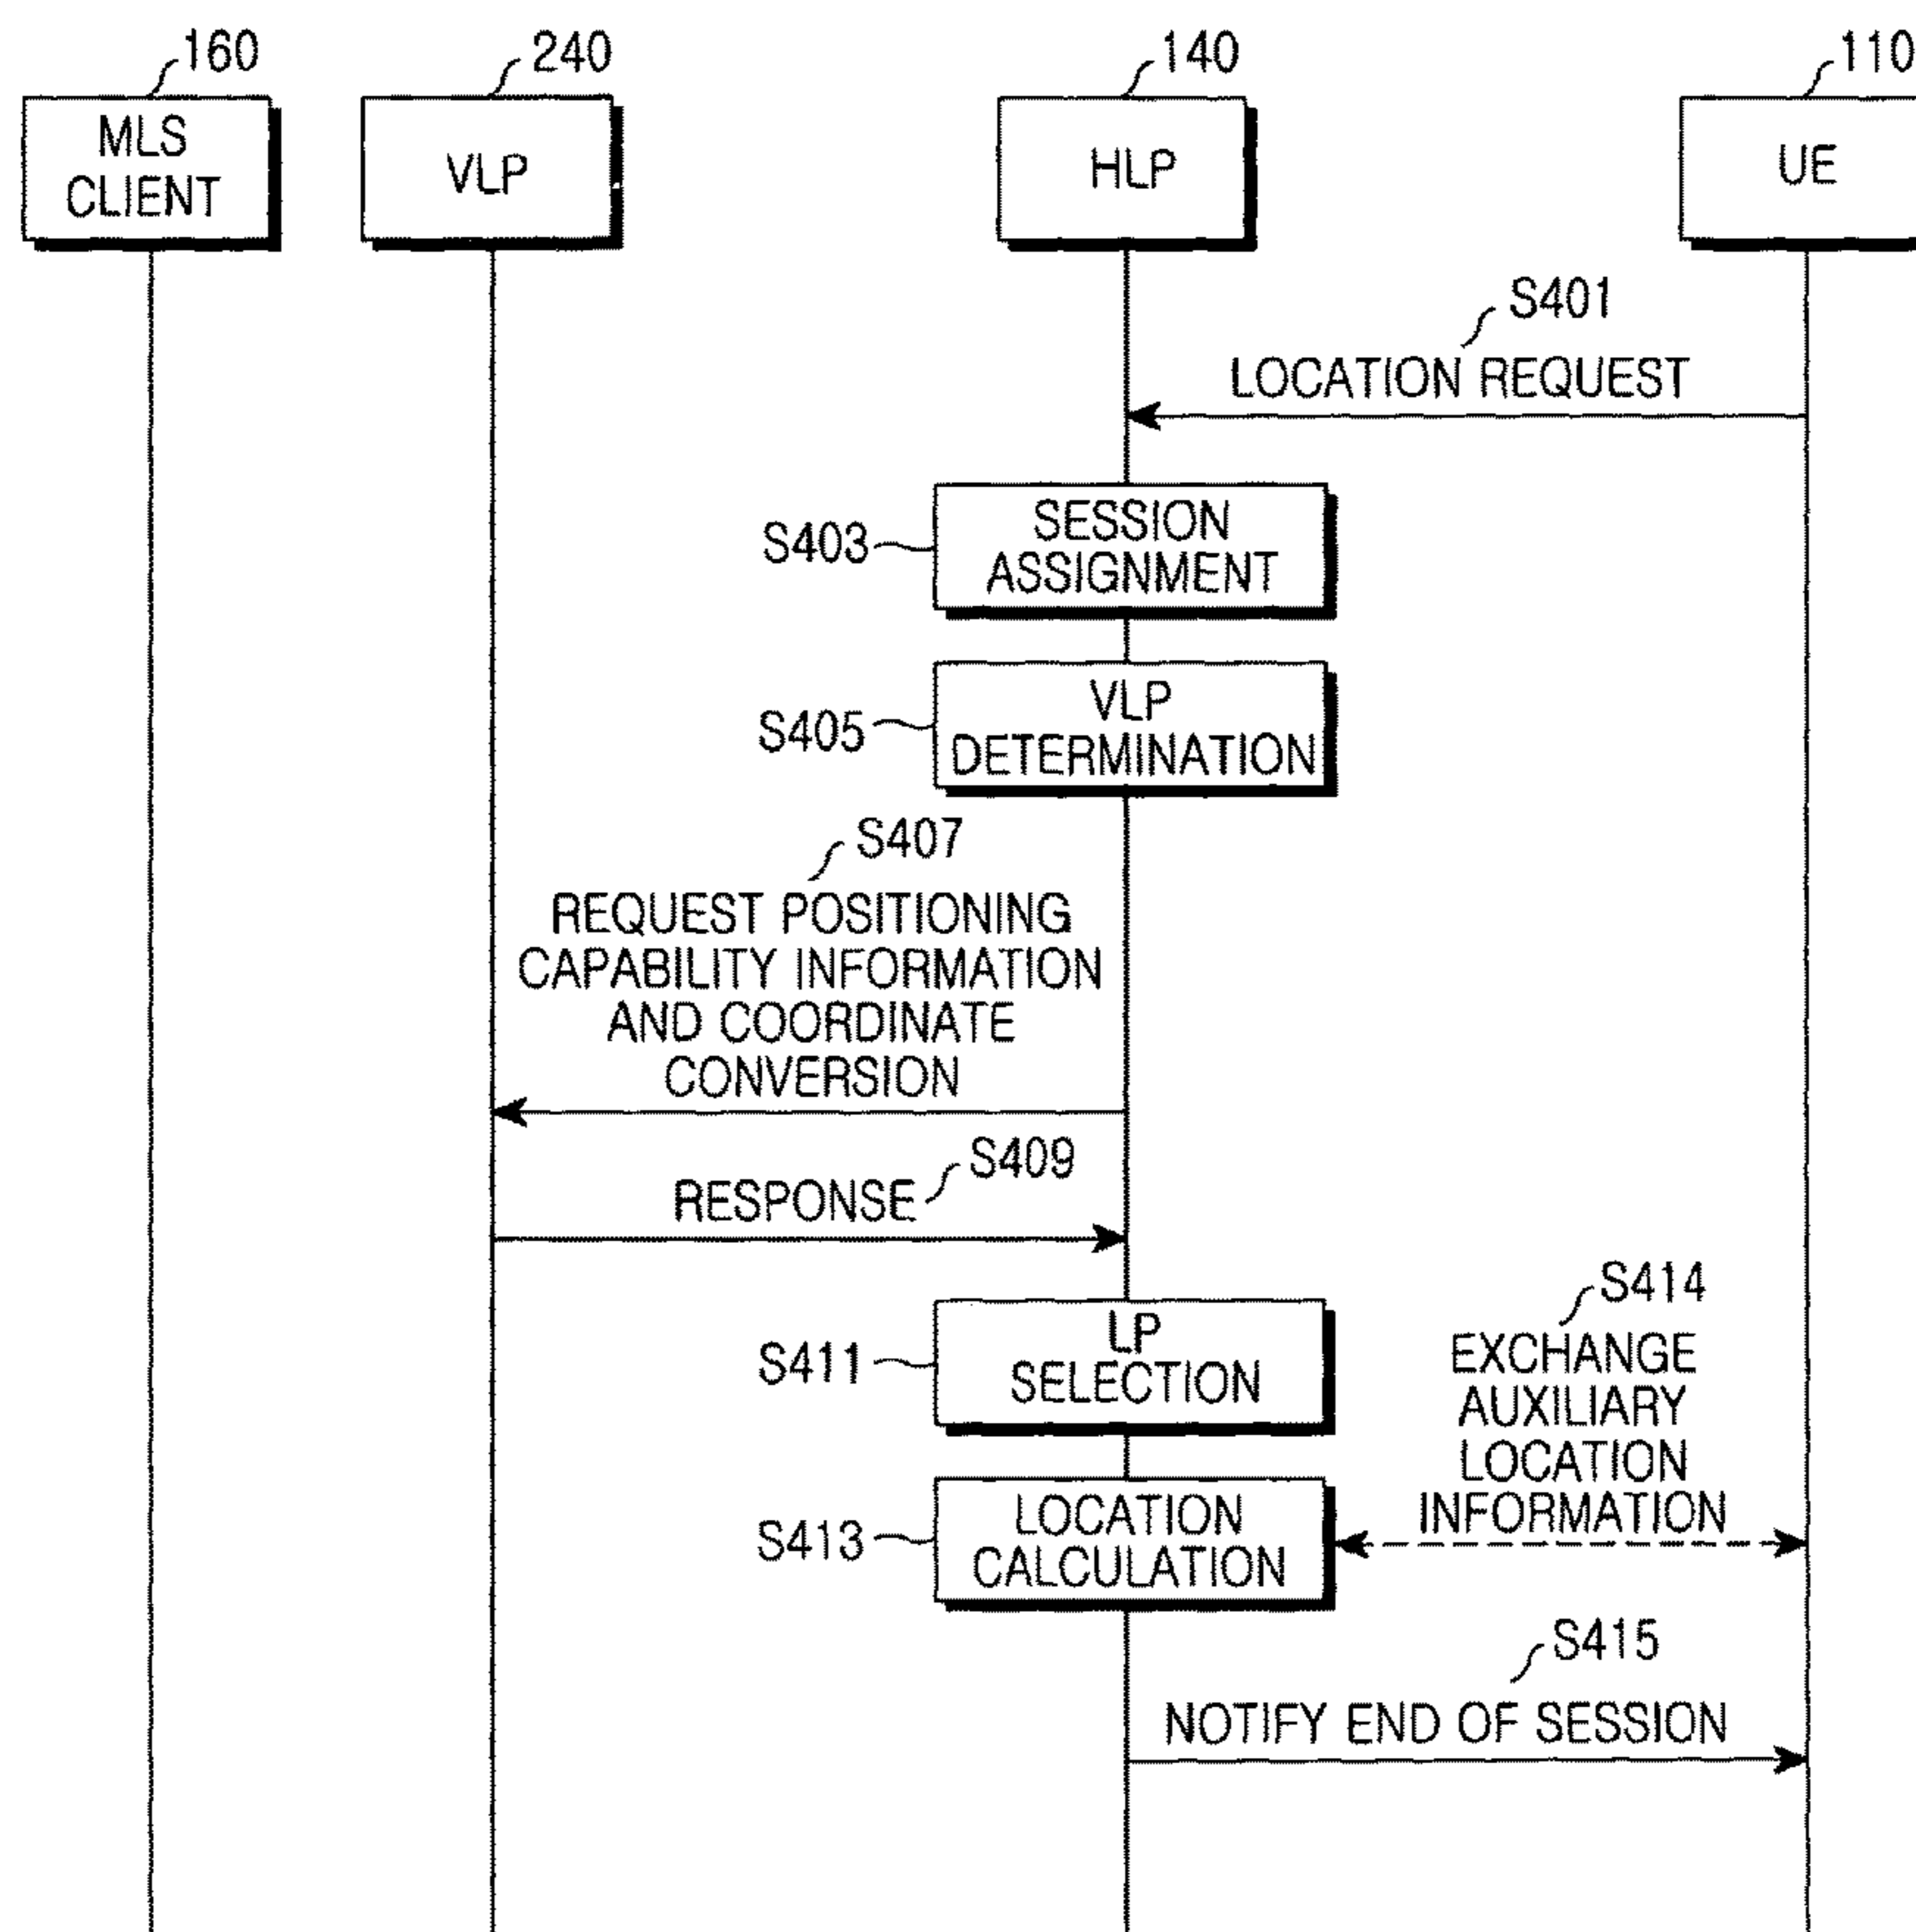 160
240
140
110
MLS
CLIENT
VLP
HLP
UE
S401
LOCATION REQUEST
S403
SESSION
ASSIGNMENT
S405
VLP
DETERMINATION
S407
REQUEST POSITIONING
CAPABILITY INFORMATION
AND COORDINATE
CONVERSION
S409
RESPONSE
S411
LP
SELECTION
S414
EXCHANGE
AUXILIARY
LOCATION
INFORMATION
S413
LOCATION
CALCULATION
S415
NOTIFY END OF SESSION